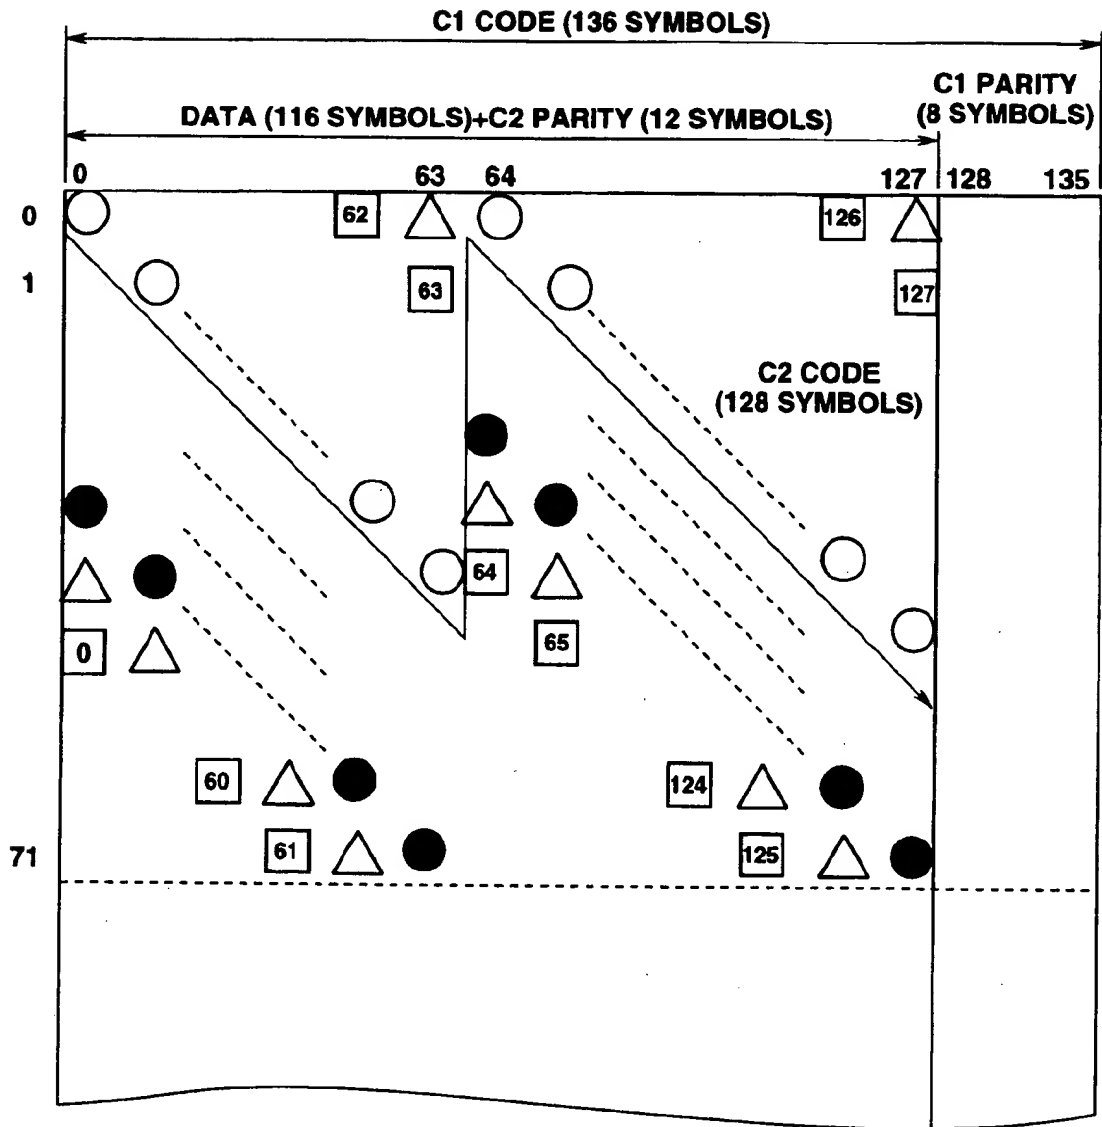 C1 CODE (136 SYMBOLS)
C1 PARITY
(8 SYMBOLS)
DATA (116 SYMBOLS)+C2 PARITY (12 SYMBOLS)
0 63 64 127 128 135
0 62 126
1 63 127
C2 CODE
(128 SYMBOLS)
64
0 65
60 124
71 61 125